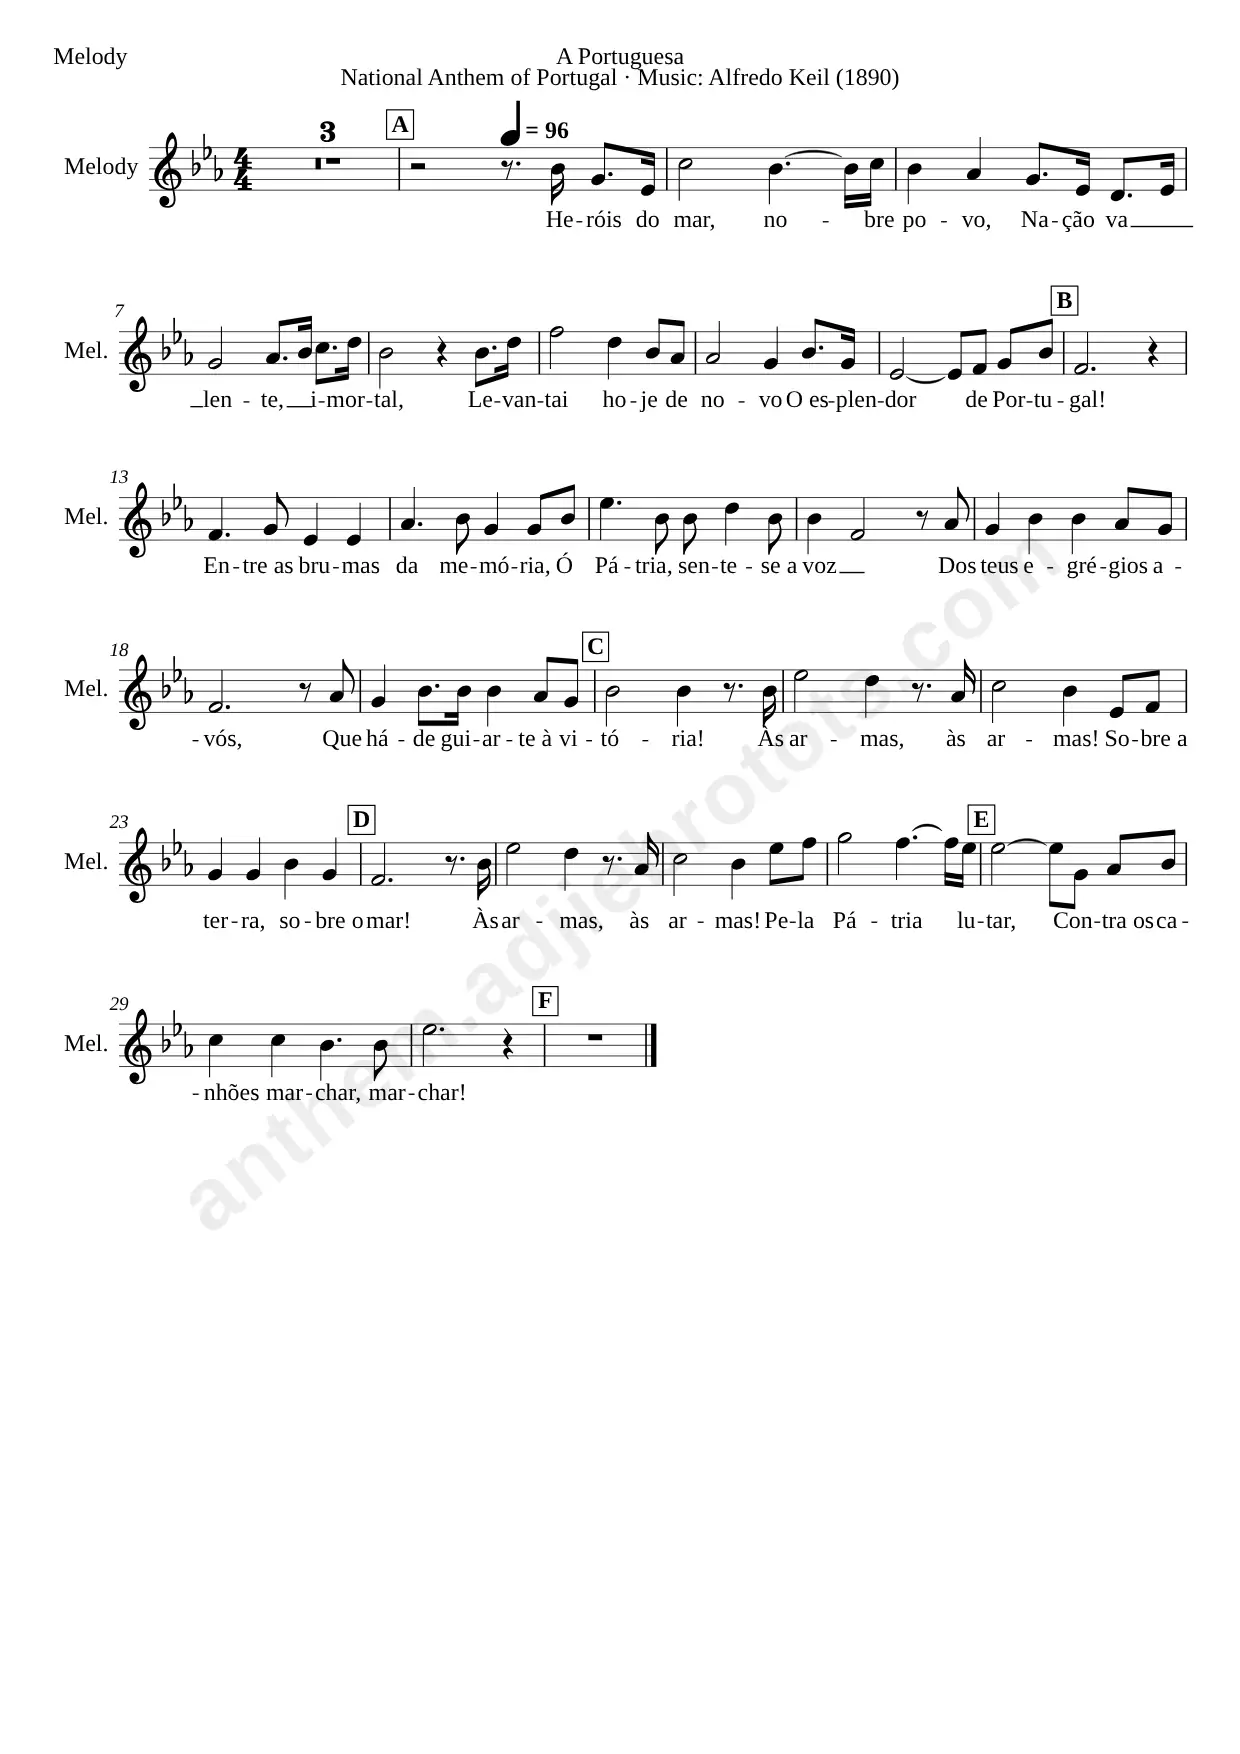 Melody
A Portuguesa
National Anthem of Portugal · Music: Alfredo Keil (1890)
3
A
= 96
Melody
4
4
He - róis do mar, no - bre po - vo, Na - ção va
7
B
Mel.
len - te, i - mor - tal, Le - van - tai ho - je de no - vo O es - plen - dor de Por - tu - gal!
13
Mel.
En - tre as bru - mas da me - mó - ria, Ó Pá - tria, sen - te - se a voz Dos teus e - gré - gios a -
18
C
Mel.
- vós, Que há - de gui - ar - te à vi - tó - ria! Às ar - mas, às ar - mas! So - bre a
23
D
E
Mel.
ter - ra, so - bre o mar! Às ar - mas, às ar - mas! Pe - la Pá - tria lu - tar, Con - tra os ca -
29
F
Mel.
- nhões mar - char, mar - char!
anthem.adjiebrotots.com